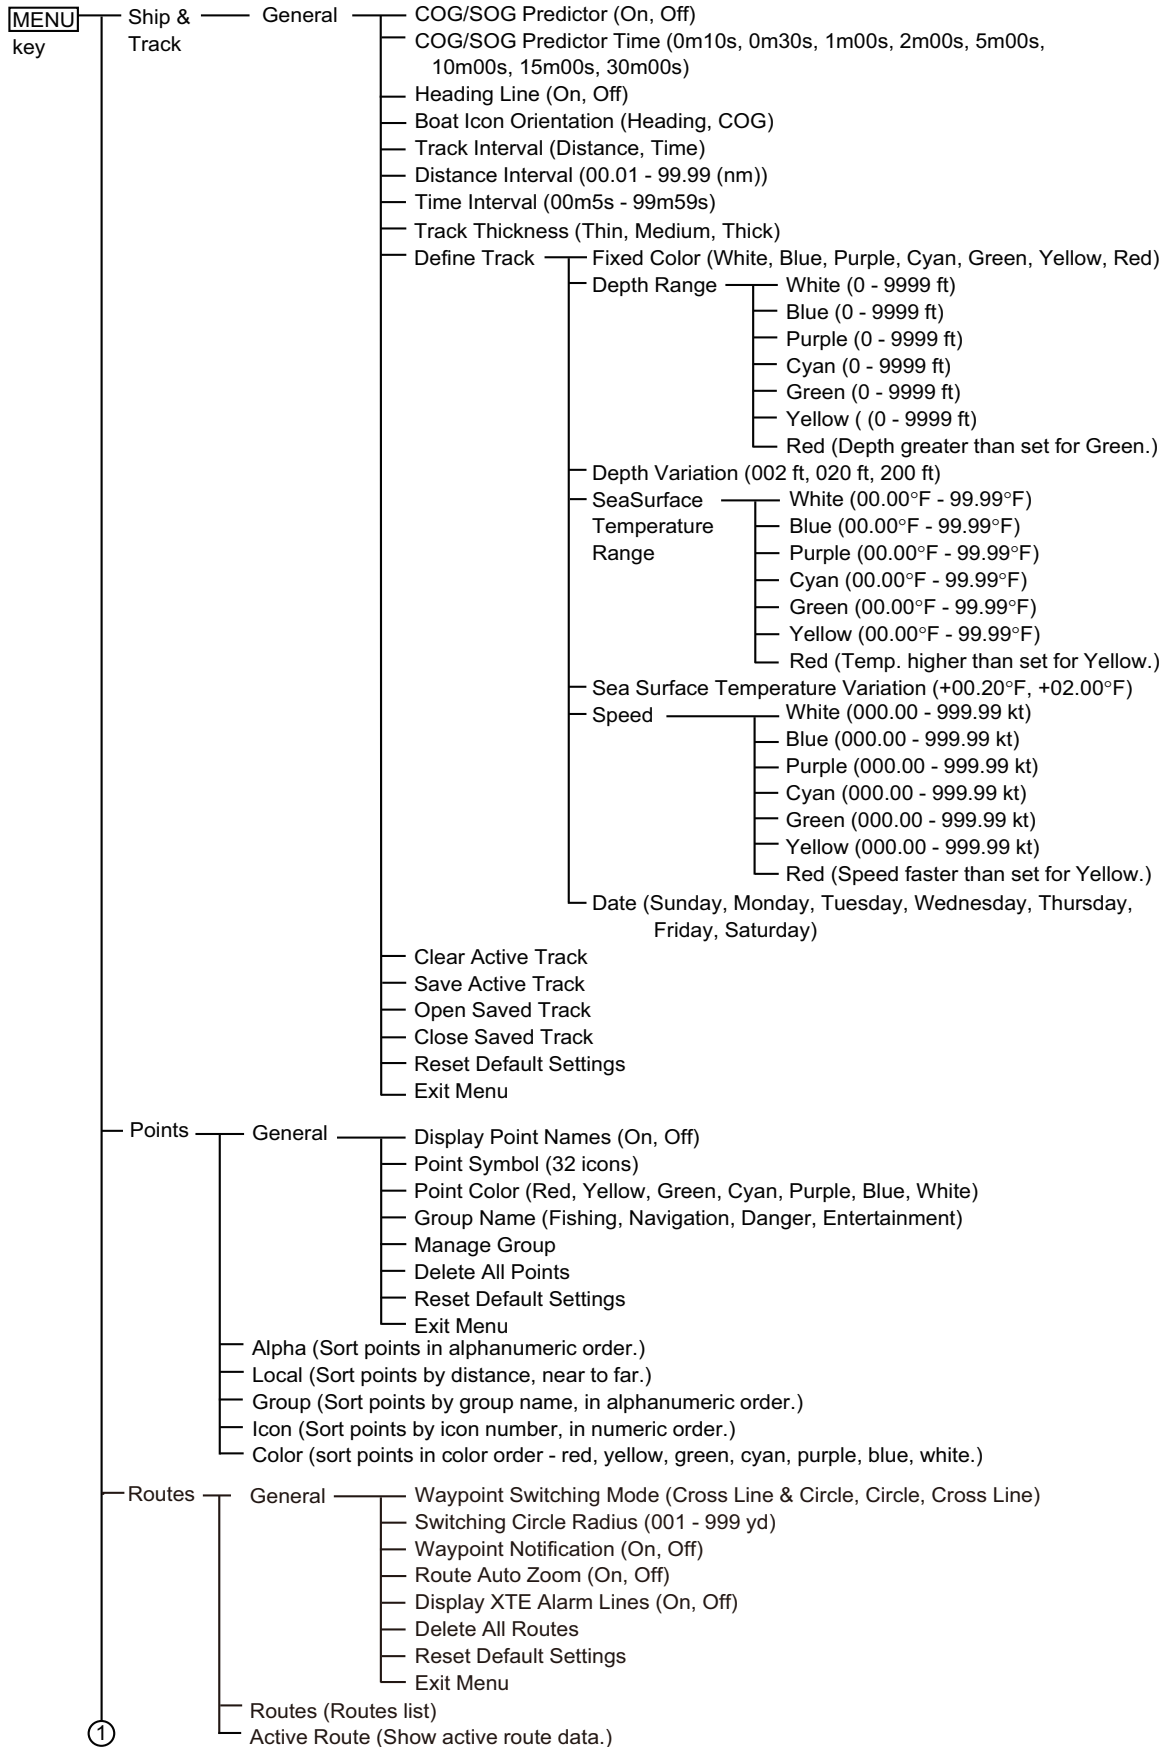 MENU key
Ship & Track
General
COG/SOG Predictor (On, Off)
COG/SOG Predictor Time (0m10s, 0m30s, 1m00s, 2m00s, 5m00s,
10m00s, 15m00s, 30m00s)
Heading Line (On, Off)
Boat Icon Orientation (Heading, COG)
Track Interval (Distance, Time)
Distance Interval (00.01 - 99.99 (nm))
Time Interval (00m5s - 99m59s)
Track Thickness (Thin, Medium, Thick)
Define Track
Fixed Color (White, Blue, Purple, Cyan, Green, Yellow, Red)
Depth Range
White (0 - 9999 ft)
Blue (0 - 9999 ft)
Purple (0 - 9999 ft)
Cyan (0 - 9999 ft)
Green (0 - 9999 ft)
Yellow ( (0 - 9999 ft)
Red (Depth greater than set for Green.)
Depth Variation (002 ft, 020 ft, 200 ft)
SeaSurface
Temperature
Range
White (00.00°F - 99.99°F)
Blue (00.00°F - 99.99°F)
Purple (00.00°F - 99.99°F)
Cyan (00.00°F - 99.99°F)
Green (00.00°F - 99.99°F)
Yellow (00.00°F - 99.99°F)
Red (Temp. higher than set for Yellow.)
Sea Surface Temperature Variation (+00.20°F, +02.00°F)
Speed
White (000.00 - 999.99 kt)
Blue (000.00 - 999.99 kt)
Purple (000.00 - 999.99 kt)
Cyan (000.00 - 999.99 kt)
Green (000.00 - 999.99 kt)
Yellow (000.00 - 999.99 kt)
Red (Speed faster than set for Yellow.)
Date (Sunday, Monday, Tuesday, Wednesday, Thursday,
Friday, Saturday)
Clear Active Track
Save Active Track
Open Saved Track
Close Saved Track
Reset Default Settings
Exit Menu
Points
General
Display Point Names (On, Off)
Point Symbol (32 icons)
Point Color (Red, Yellow, Green, Cyan, Purple, Blue, White)
Group Name (Fishing, Navigation, Danger, Entertainment)
Manage Group
Delete All Points
Reset Default Settings
Exit Menu
Alpha (Sort points in alphanumeric order.)
Local (Sort points by distance, near to far.)
Group (Sort points by group name, in alphanumeric order.)
Icon (Sort points by icon number, in numeric order.)
Color (sort points in color order - red, yellow, green, cyan, purple, blue, white.)
Routes
General
Waypoint Switching Mode (Cross Line & Circle, Circle, Cross Line)
Switching Circle Radius (001 - 999 yd)
Waypoint Notification (On, Off)
Route Auto Zoom (On, Off)
Display XTE Alarm Lines (On, Off)
Delete All Routes
Reset Default Settings
Exit Menu
Routes (Routes list)
Active Route (Show active route data.)
1